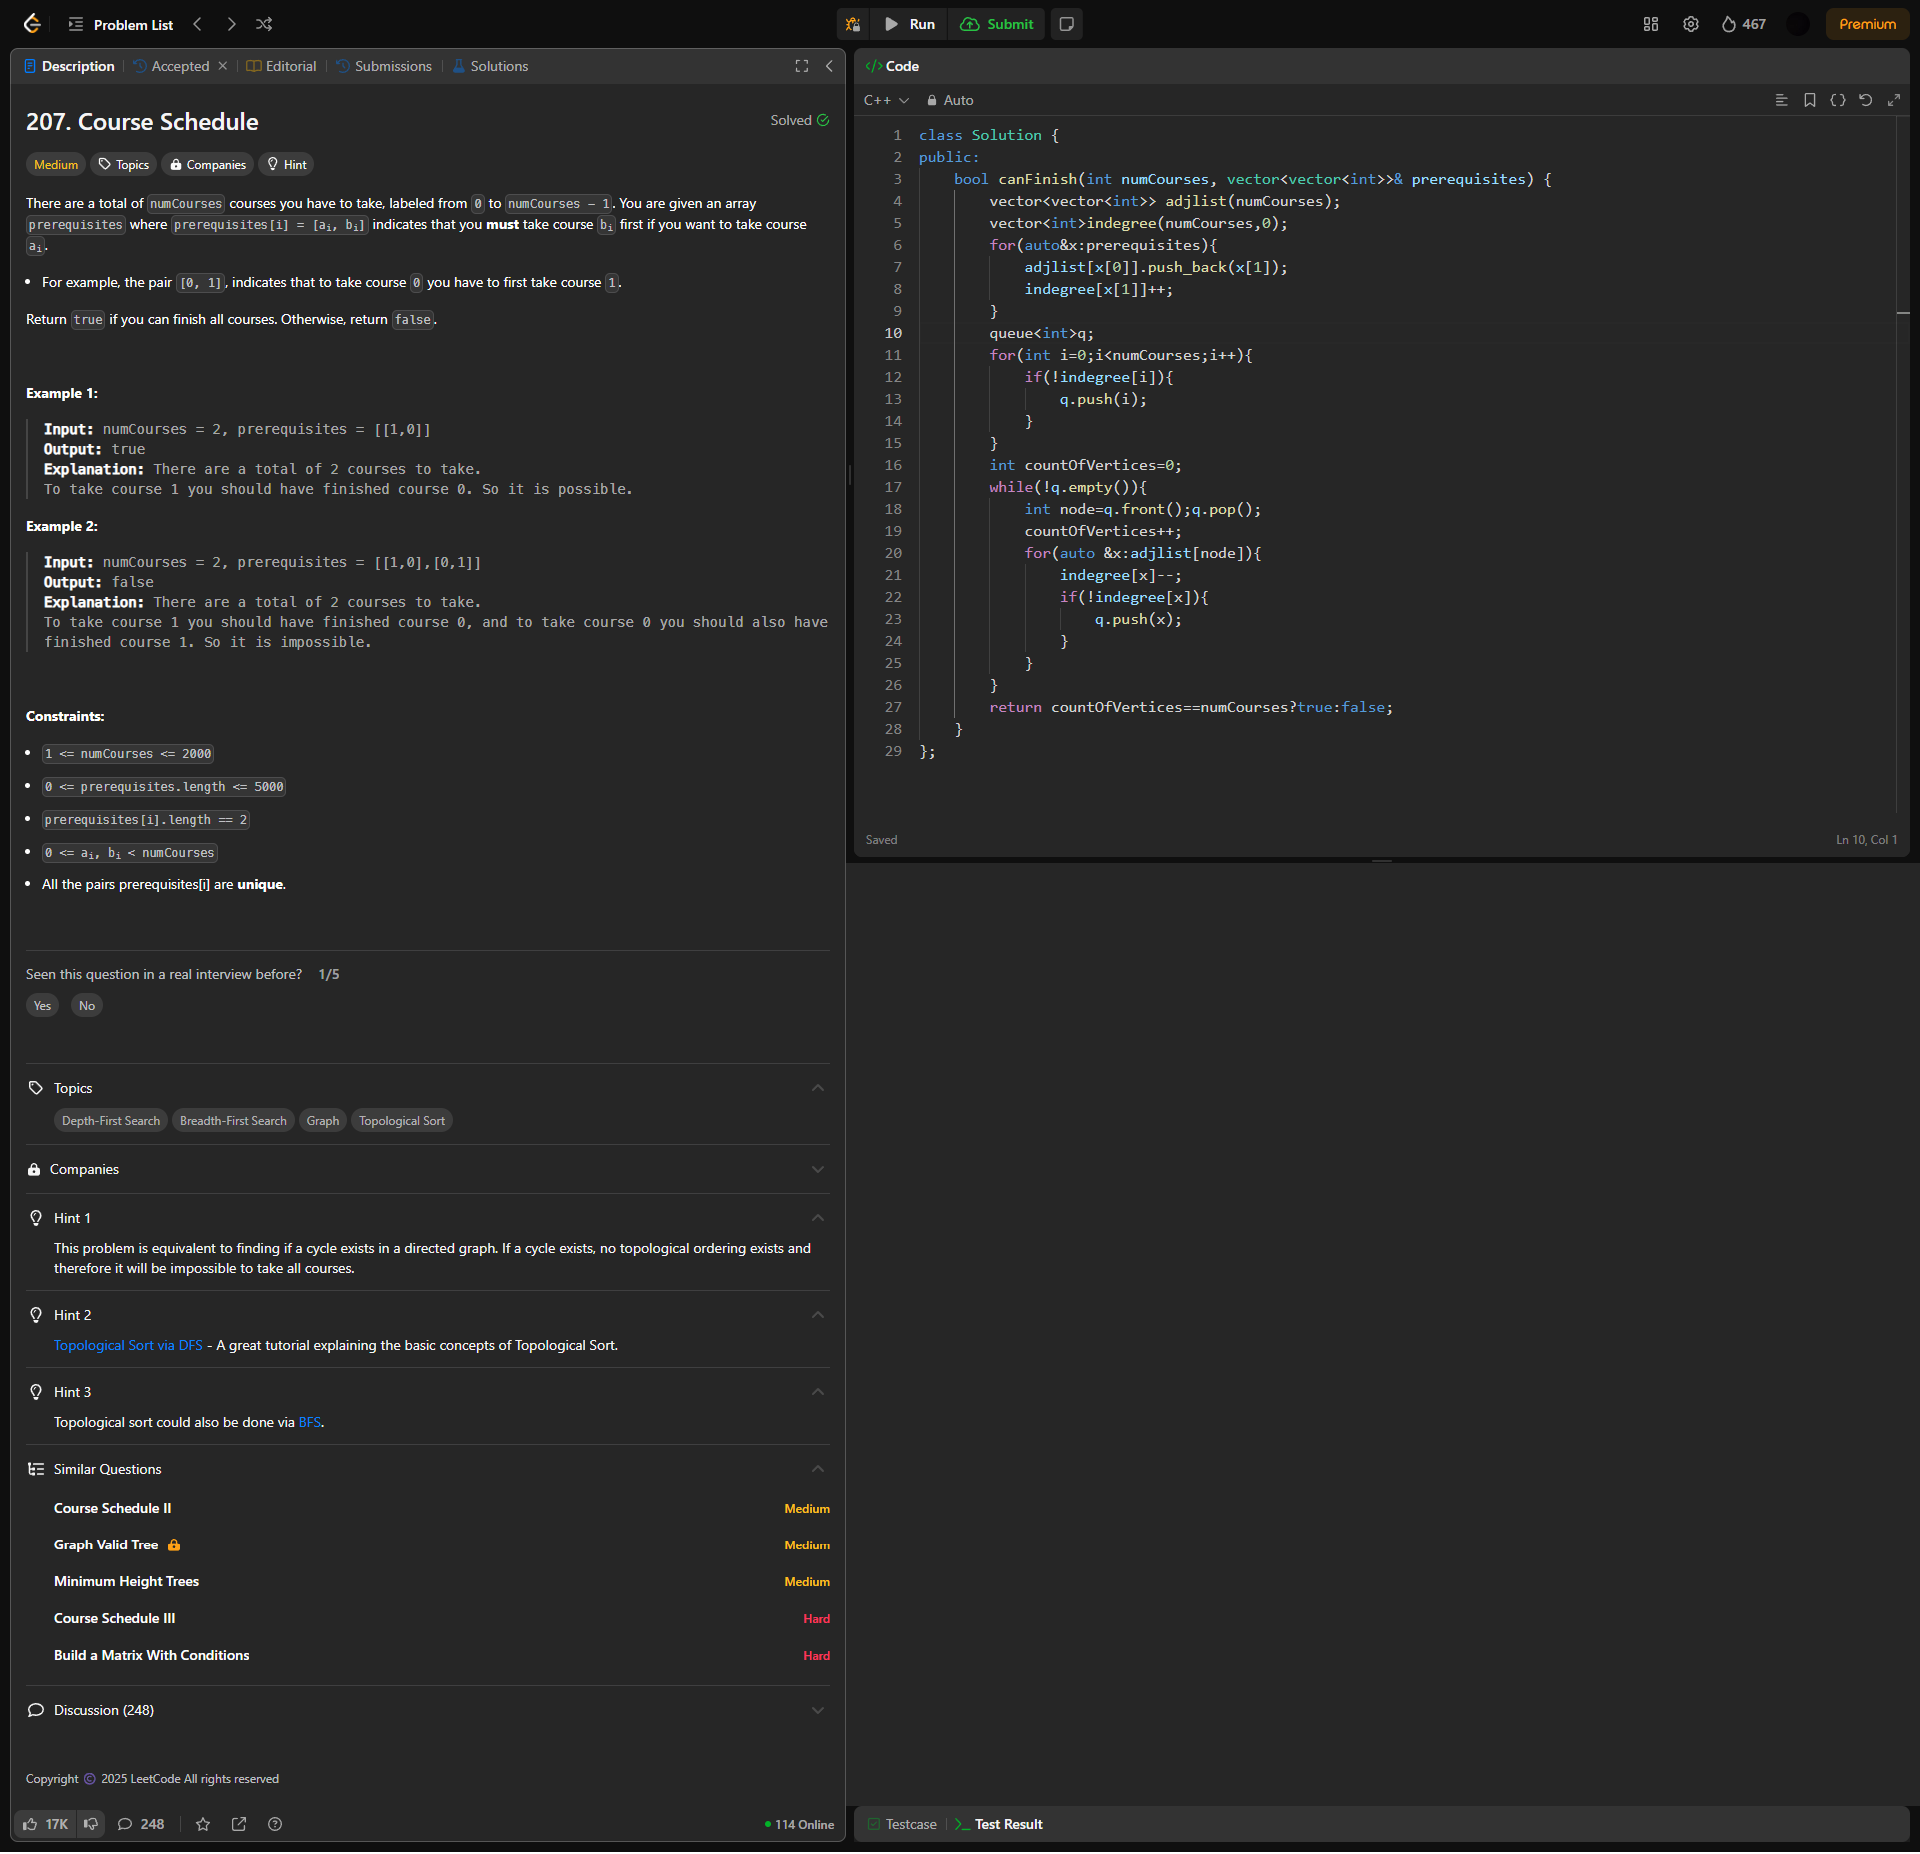 Problem List
Run
Submit
467
Premium
Description
Accepted
Editorial
Submissions
Solutions
207. Course Schedule
Solved
Medium
Topics
Companies
Hint
There are a total of numCourses courses you have to take, labeled from 0 to numCourses - 1. You are given an array
prerequisites where prerequisites[i] = [ai, bi] indicates that you must take course bi first if you want to take course
ai.
• For example, the pair [0, 1], indicates that to take course 0 you have to first take course 1.
Return true if you can finish all courses. Otherwise, return false.
Example 1:
Input: numCourses = 2, prerequisites = [[1,0]]
Output: true
Explanation: There are a total of 2 courses to take.
To take course 1 you should have finished course 0. So it is possible.
Example 2:
Input: numCourses = 2, prerequisites = [[1,0],[0,1]]
Output: false
Explanation: There are a total of 2 courses to take.
To take course 1 you should have finished course 0, and to take course 0 you should also have
finished course 1. So it is impossible.
Constraints:
• 1 <= numCourses <= 2000
• 0 <= prerequisites.length <= 5000
• prerequisites[i].length == 2
• 0 <= ai, bi < numCourses
• All the pairs prerequisites[i] are unique.
Seen this question in a real interview before? 1/5
Yes
No
Topics
Depth-First Search
Breadth-First Search
Graph
Topological Sort
Companies
Hint 1
This problem is equivalent to finding if a cycle exists in a directed graph. If a cycle exists, no topological ordering exists and
therefore it will be impossible to take all courses.
Hint 2
Topological Sort via DFS - A great tutorial explaining the basic concepts of Topological Sort.
Hint 3
Topological sort could also be done via BFS.
Similar Questions
Course Schedule II Medium
Graph Valid Tree Medium
Minimum Height Trees Medium
Course Schedule III Hard
Build a Matrix With Conditions Hard
Discussion (248)
Copyright © 2025 LeetCode All rights reserved
17K
248
114 Online
</> Code
C++
Auto
1 class Solution {
2 public:
3     bool canFinish(int numCourses, vector<vector<int>>& prerequisites) {
4         vector<vector<int>> adjlist(numCourses);
5         vector<int>indegree(numCourses,0);
6         for(auto&x:prerequisites){
7             adjlist[x[0]].push_back(x[1]);
8             indegree[x[1]]++;
9         }
10         queue<int>q;
11         for(int i=0;i<numCourses;i++){
12             if(!indegree[i]){
13                 q.push(i);
14             }
15         }
16         int countOfVertices=0;
17         while(!q.empty()){
18             int node=q.front();q.pop();
19             countOfVertices++;
20             for(auto &x:adjlist[node]){
21                 indegree[x]--;
22                 if(!indegree[x]){
23                     q.push(x);
24                 }
25             }
26         }
27         return countOfVertices==numCourses?true:false;
28     }
29 };
Saved
Ln 10, Col 1
Testcase
Test Result